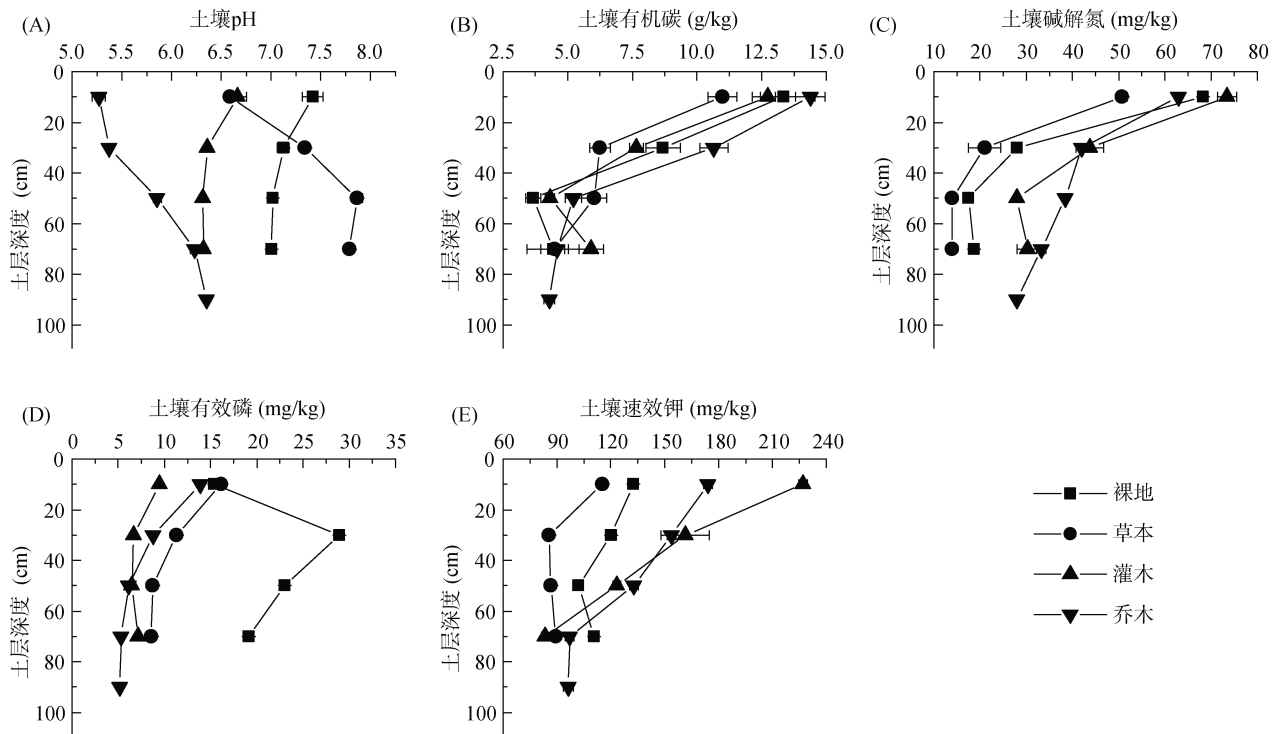 (A)
土壤pH
5.0 5.5 6.0 6.5 7.0 7.5 8.0
0
20
40
60
80
100
土层深度 (cm)
(B)
土壤有机碳 (g/kg)
2.5 5.0 7.5 10.0 12.5 15.0
0
20
40
60
80
100
土层深度 (cm)
(C)
土壤碱解氮 (mg/kg)
10 20 30 40 50 60 70 80
0
20
40
60
80
100
土层深度 (cm)
(D)
土壤有效磷 (mg/kg)
0 5 10 15 20 25 30 35
0
20
40
60
80
100
土层深度 (cm)
(E)
土壤速效钾 (mg/kg)
60 90 120 150 180 210 240
0
20
40
60
80
100
土层深度 (cm)
裸地
草本
灌木
乔木